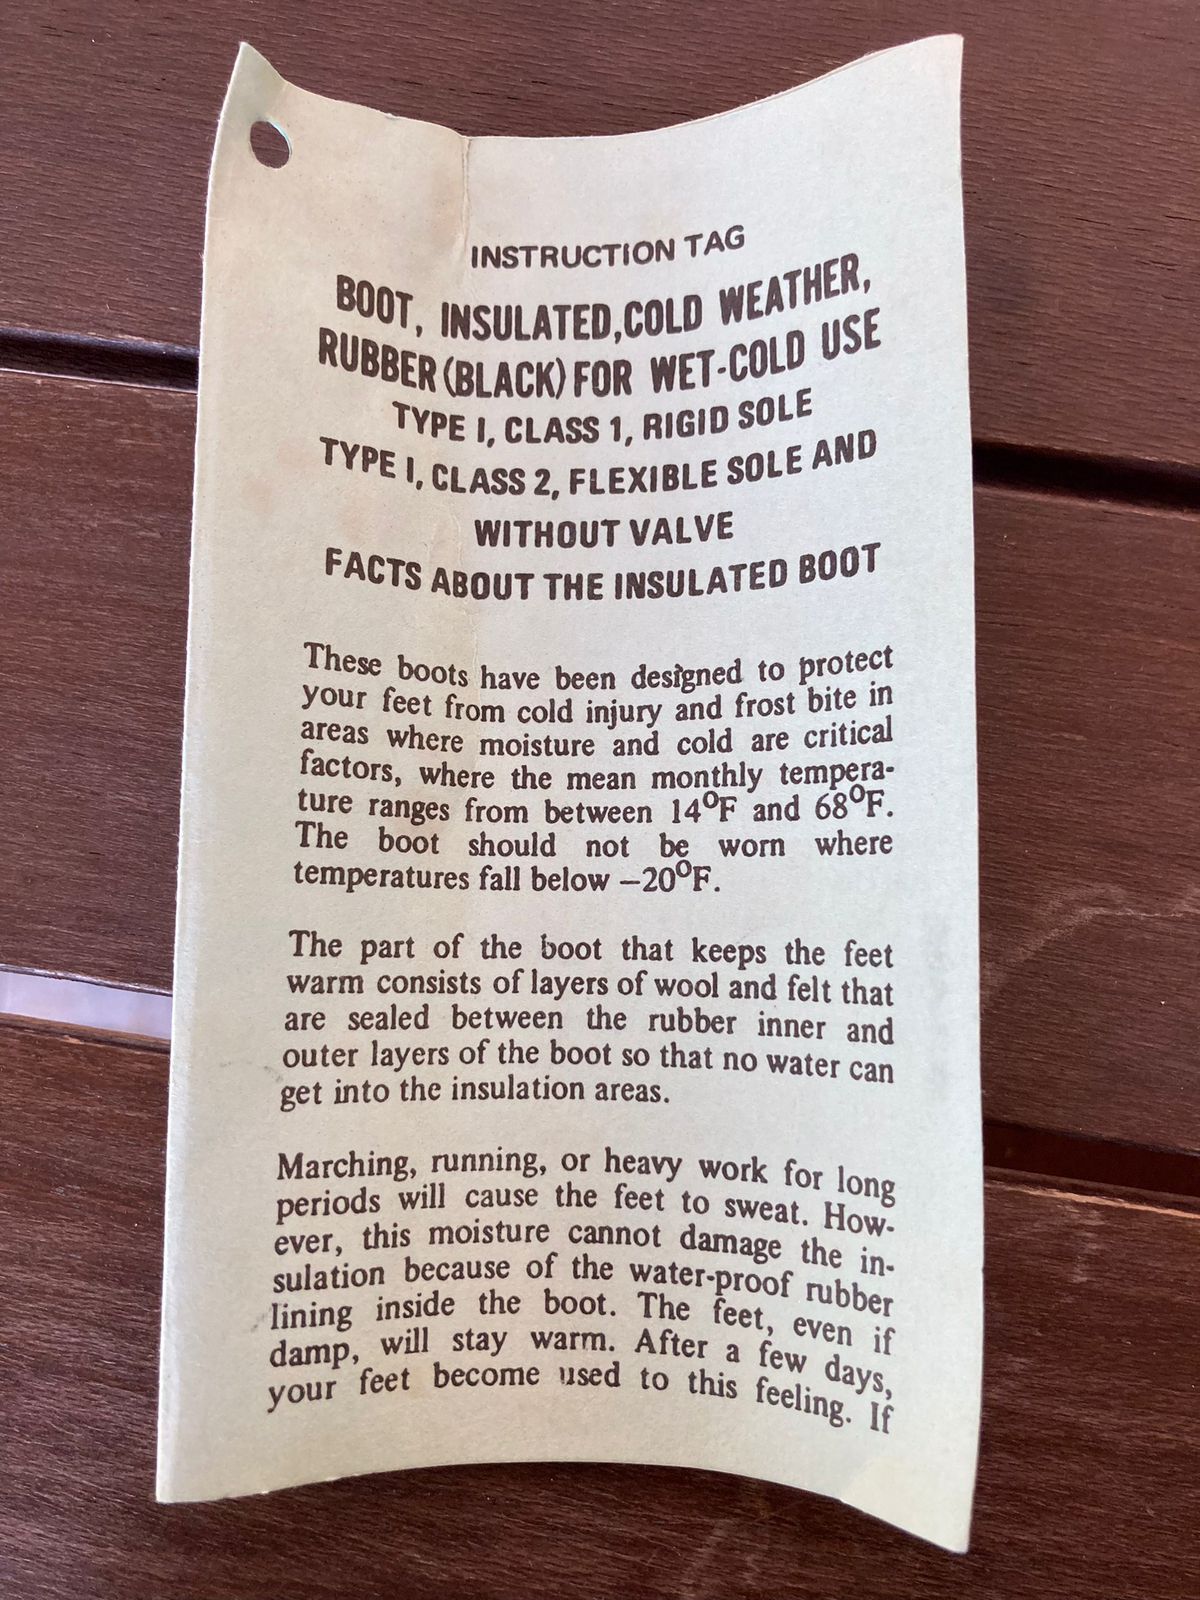 INSTRUCTION TAG
BOOT, INSULATED,COLD WEATHER,
RUBBER (BLACK) FOR WET-COLD USE
TYPE I, CLASS 1, RIGID SOLE
TYPE I, CLASS 2, FLEXIBLE SOLE AND
WITHOUT VALVE
FACTS ABOUT THE INSULATED BOOT
These boots have been designed to protect
your feet from cold injury and frost bite in
areas where moisture and cold are critical
factors, where the mean monthly tempera-
ture ranges from between 14°F and 68°F.
The boot should not be worn where
temperatures fall below –20°F.
The part of the boot that keeps the feet
warm consists of layers of wool and felt that
are sealed between the rubber inner and
outer layers of the boot so that no water can
get into the insulation areas.
Marching, running, or heavy work for long
periods will cause the feet to sweat. How-
ever, this moisture cannot damage the in-
sulation because of the water-proof rubber
lining inside the boot. The feet, even if
damp, will stay warm. After a few days,
your feet become used to this feeling. If